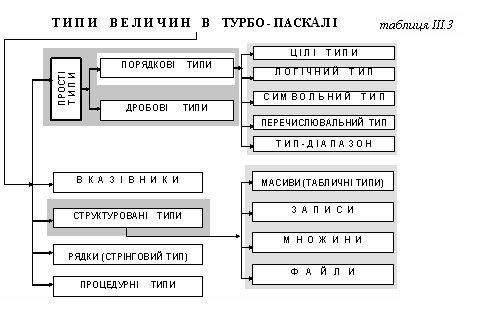 ТИПИ ВЕЛИЧИН В ТУРБО-ПАСКАЛІ
таблиця III.3
ПРОСТІ
ТИПИ
ПОРЯДКОВІ ТИПИ
ДРОБОВІ ТИПИ
ЦІЛІ ТИПИ
ЛОГІЧНИЙ ТИП
СИМВОЛЬНИЙ ТИП
ПЕРЕЧИСЛЮВАЛЬНИЙ ТИП
ТИП-ДІАПАЗОН
ВКАЗІВНИКИ
СТРУКТУРОВАНІ ТИПИ
РЯДКИ (СТРІНГОВИЙ ТИП)
ПРОЦЕДУРНІ ТИПИ
МАСИВИ (ТАБЛИЧНІ ТИПИ)
ЗАПИСИ
МНОЖИНИ
ФАЙЛИ